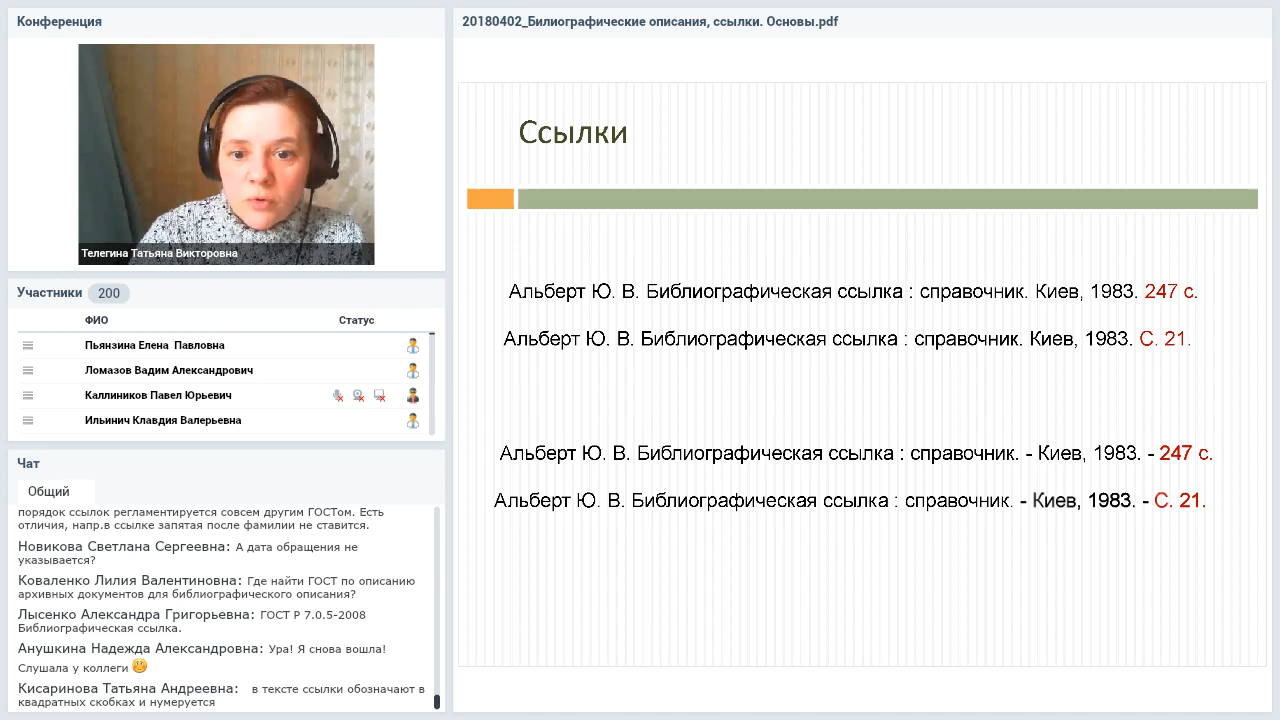 Конференция
Телегина Татьяна Викторовна
Участники 200
ФИО Статус
Пьянзина Елена Павловна
Ломазов Вадим Александрович
Каллиников Павел Юрьевич
Ильинич Клавдия Валерьевна
Чат
Общий
порядок ссылок регламентируется совсем другим ГОСТом. Есть
отличия, напр.в ссылке запятая после фамилии не ставится.
Новикова Светлана Сергеевна: А дата обращения не
указывается?
Коваленко Лилия Валентиновна: Где найти ГОСТ по описанию
архивных документов для библиографического описания?
Лысенко Александра Григорьевна: ГОСТ Р 7.0.5-2008
Библиографическая ссылка.
Анушкина Надежда Александровна: Ура! Я снова вошла!
Слушала у коллеги
Кисаринова Татьяна Андреевна: в тексте ссылки обозначают в
квадратных скобках и нумеруется
20180402_Билиографические описания, ссылки. Основы.pdf
Ссылки
Альберт Ю. В. Библиографическая ссылка : справочник. Киев, 1983. 247 с.
Альберт Ю. В. Библиографическая ссылка : справочник. Киев, 1983. С. 21.
Альберт Ю. В. Библиографическая ссылка : справочник. - Киев, 1983. - 247 с.
Альберт Ю. В. Библиографическая ссылка : справочник. - Киев, 1983. - С. 21.